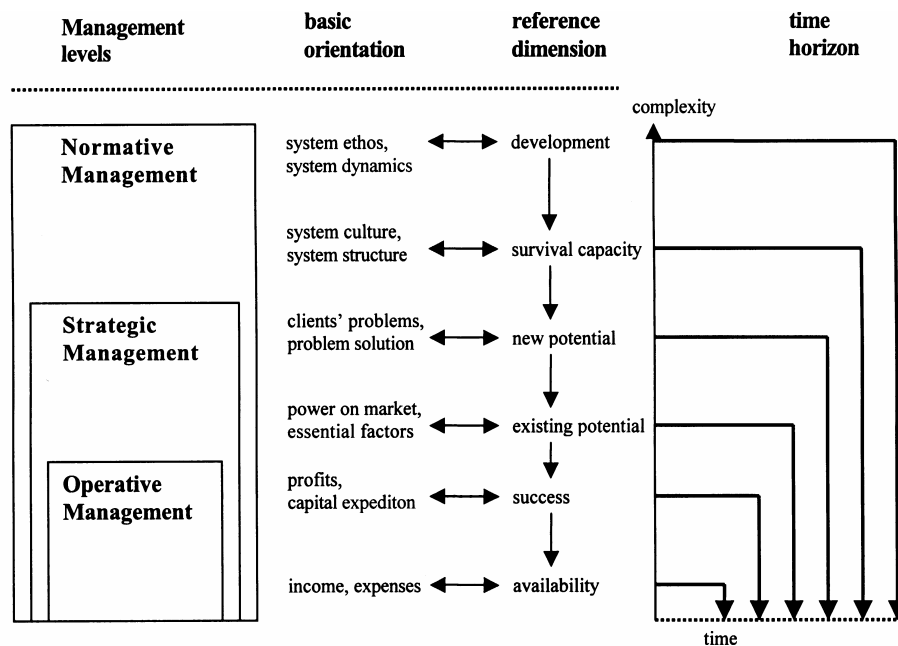 Management
levels
basic
orientation
reference
dimension
time
horizon
complexity
Normative
Management
system ethos,
system dynamics
development
system culture,
system structure
survival capacity
Strategic
Management
clients' problems,
problem solution
new potential
power on market,
essential factors
existing potential
Operative
Management
profits,
capital expediton
success
income, expenses
availability
time